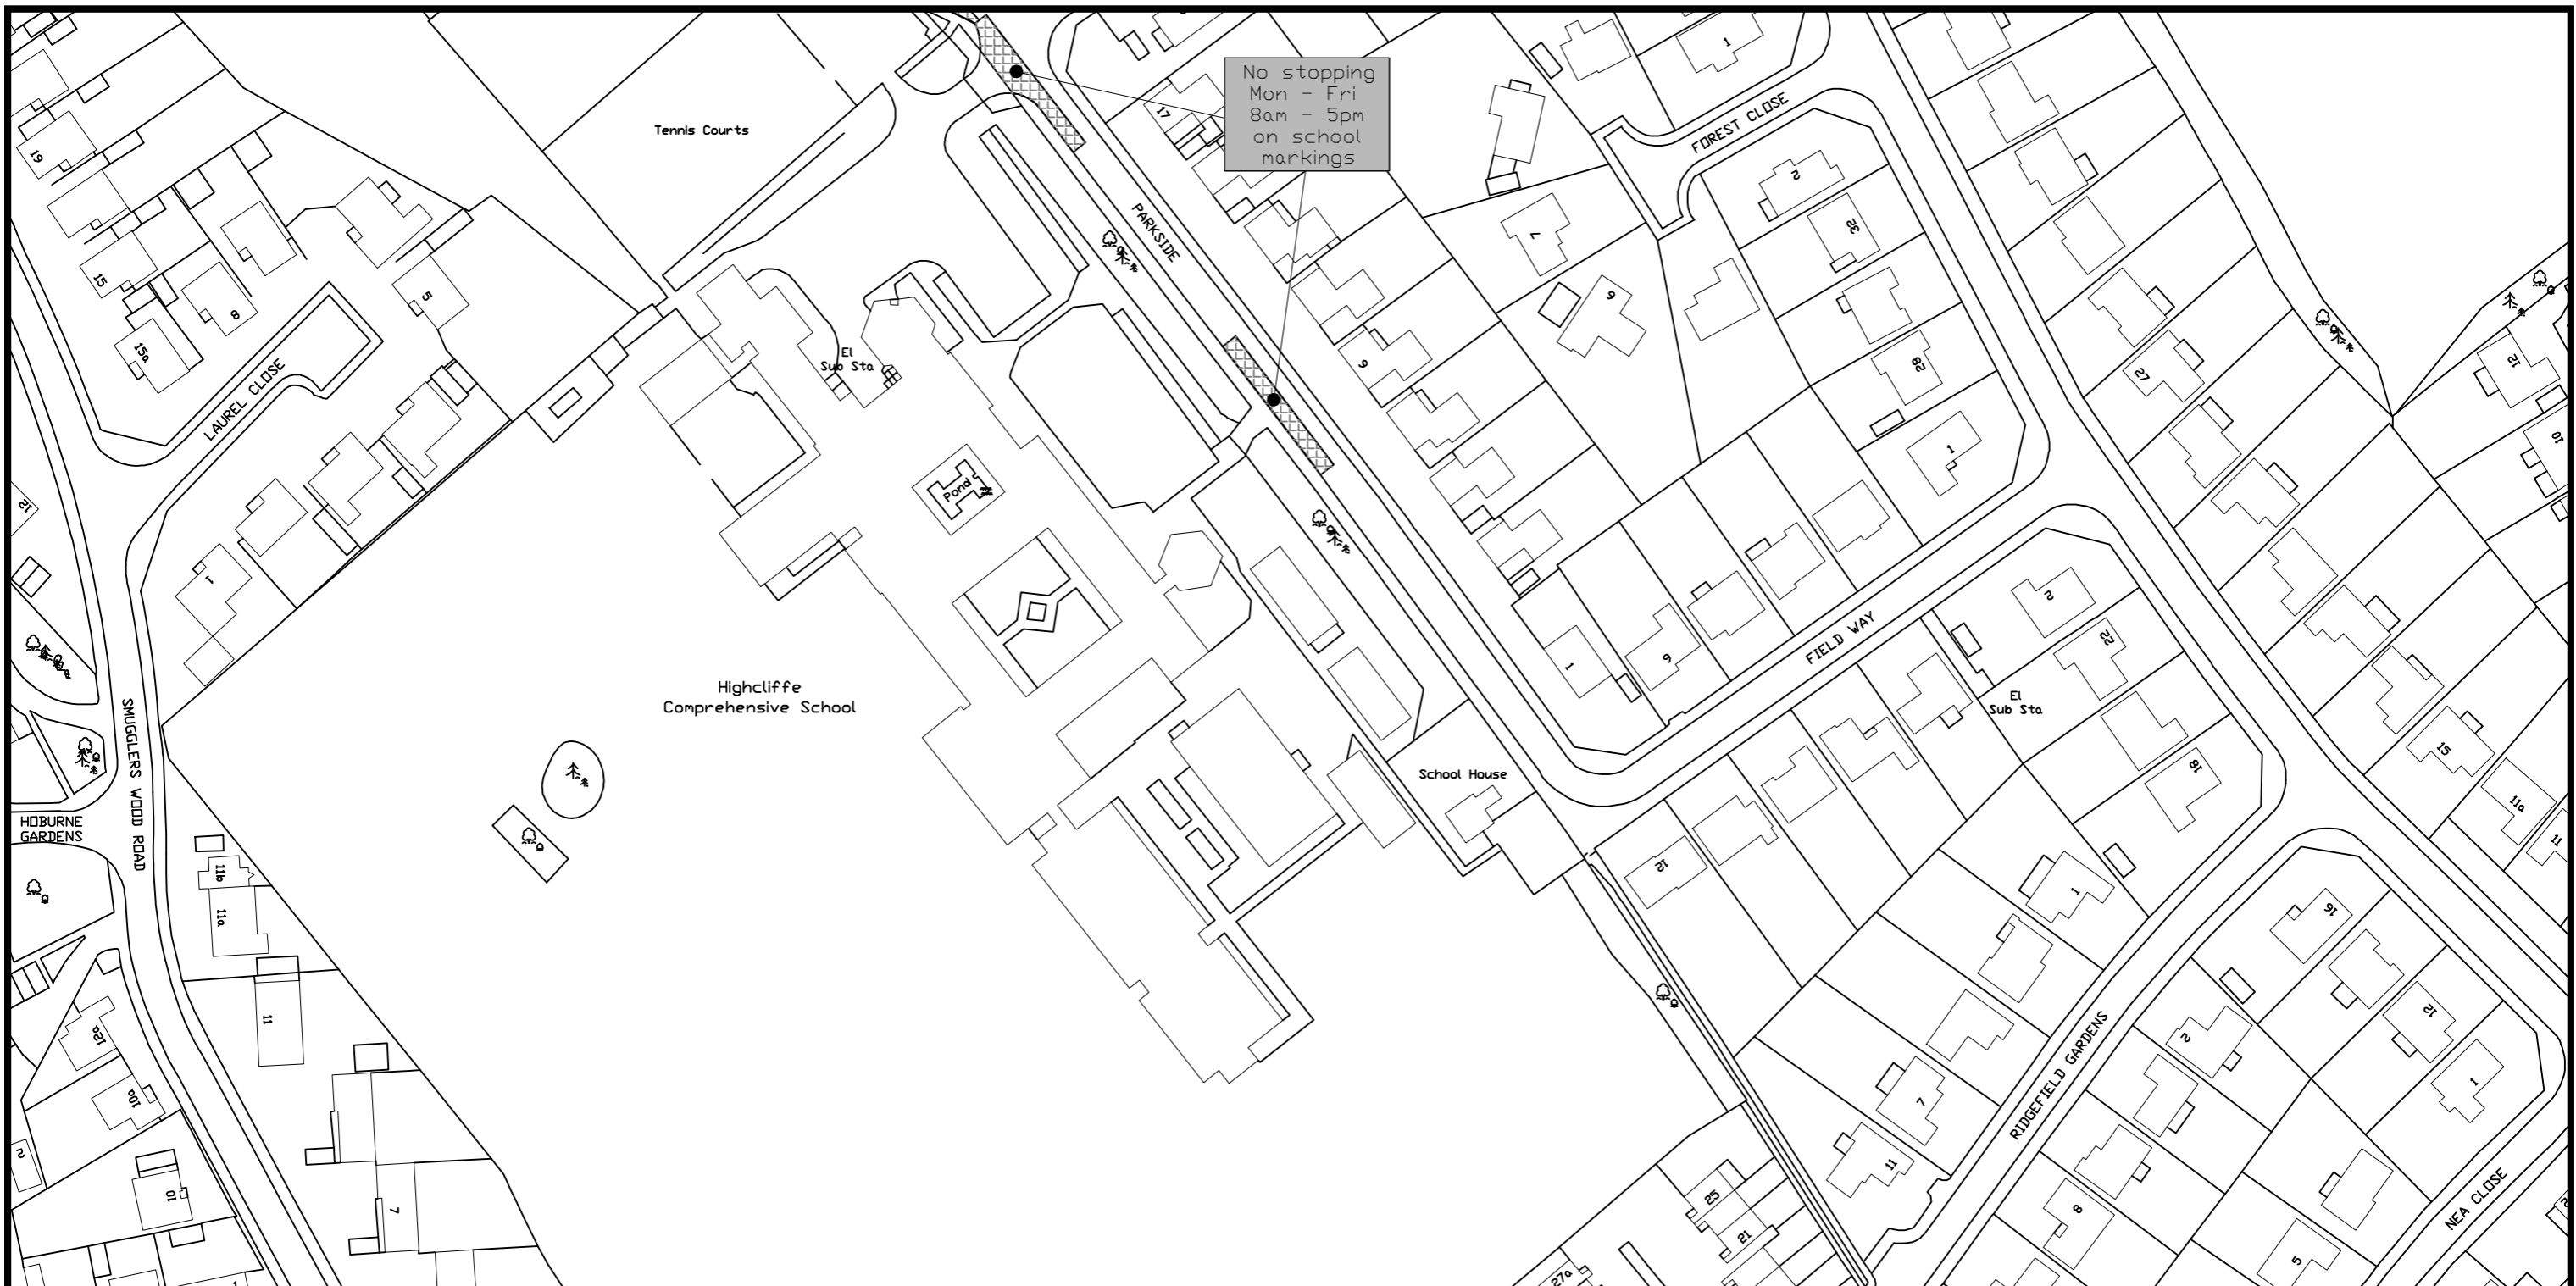 No stopping
Mon - Fri
8am - 5pm
on school
markings
Tennis Courts
PARKSIDE
FOREST CLOSE
17
1
2
32
7
9
28
1
27
12
10
19
15
8
15a
5
LAUREL CLOSE
El
Sub Sta
Pond
9
12
1
FIELD WAY
1
9
2
22
El
Sub Sta
18
15
11a
11
Highcliffe
Comprehensive School
School House
SMUGGLERS WOOD ROAD
HOBURNE
GARDENS
11b
11a
11
12
1
16
12
1
2
12a
10a
2
10
7
7
11
RIDGEFIELD GARDENS
8
5
NEA CLOSE
25
21
27a